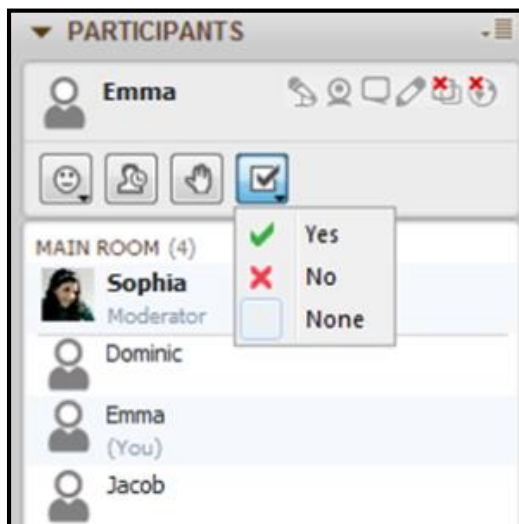 PARTICIPANTS
Emma
MAIN ROOM (4)
Sophia
Moderator
Dominic
Emma
(You)
Jacob
Yes
No
None